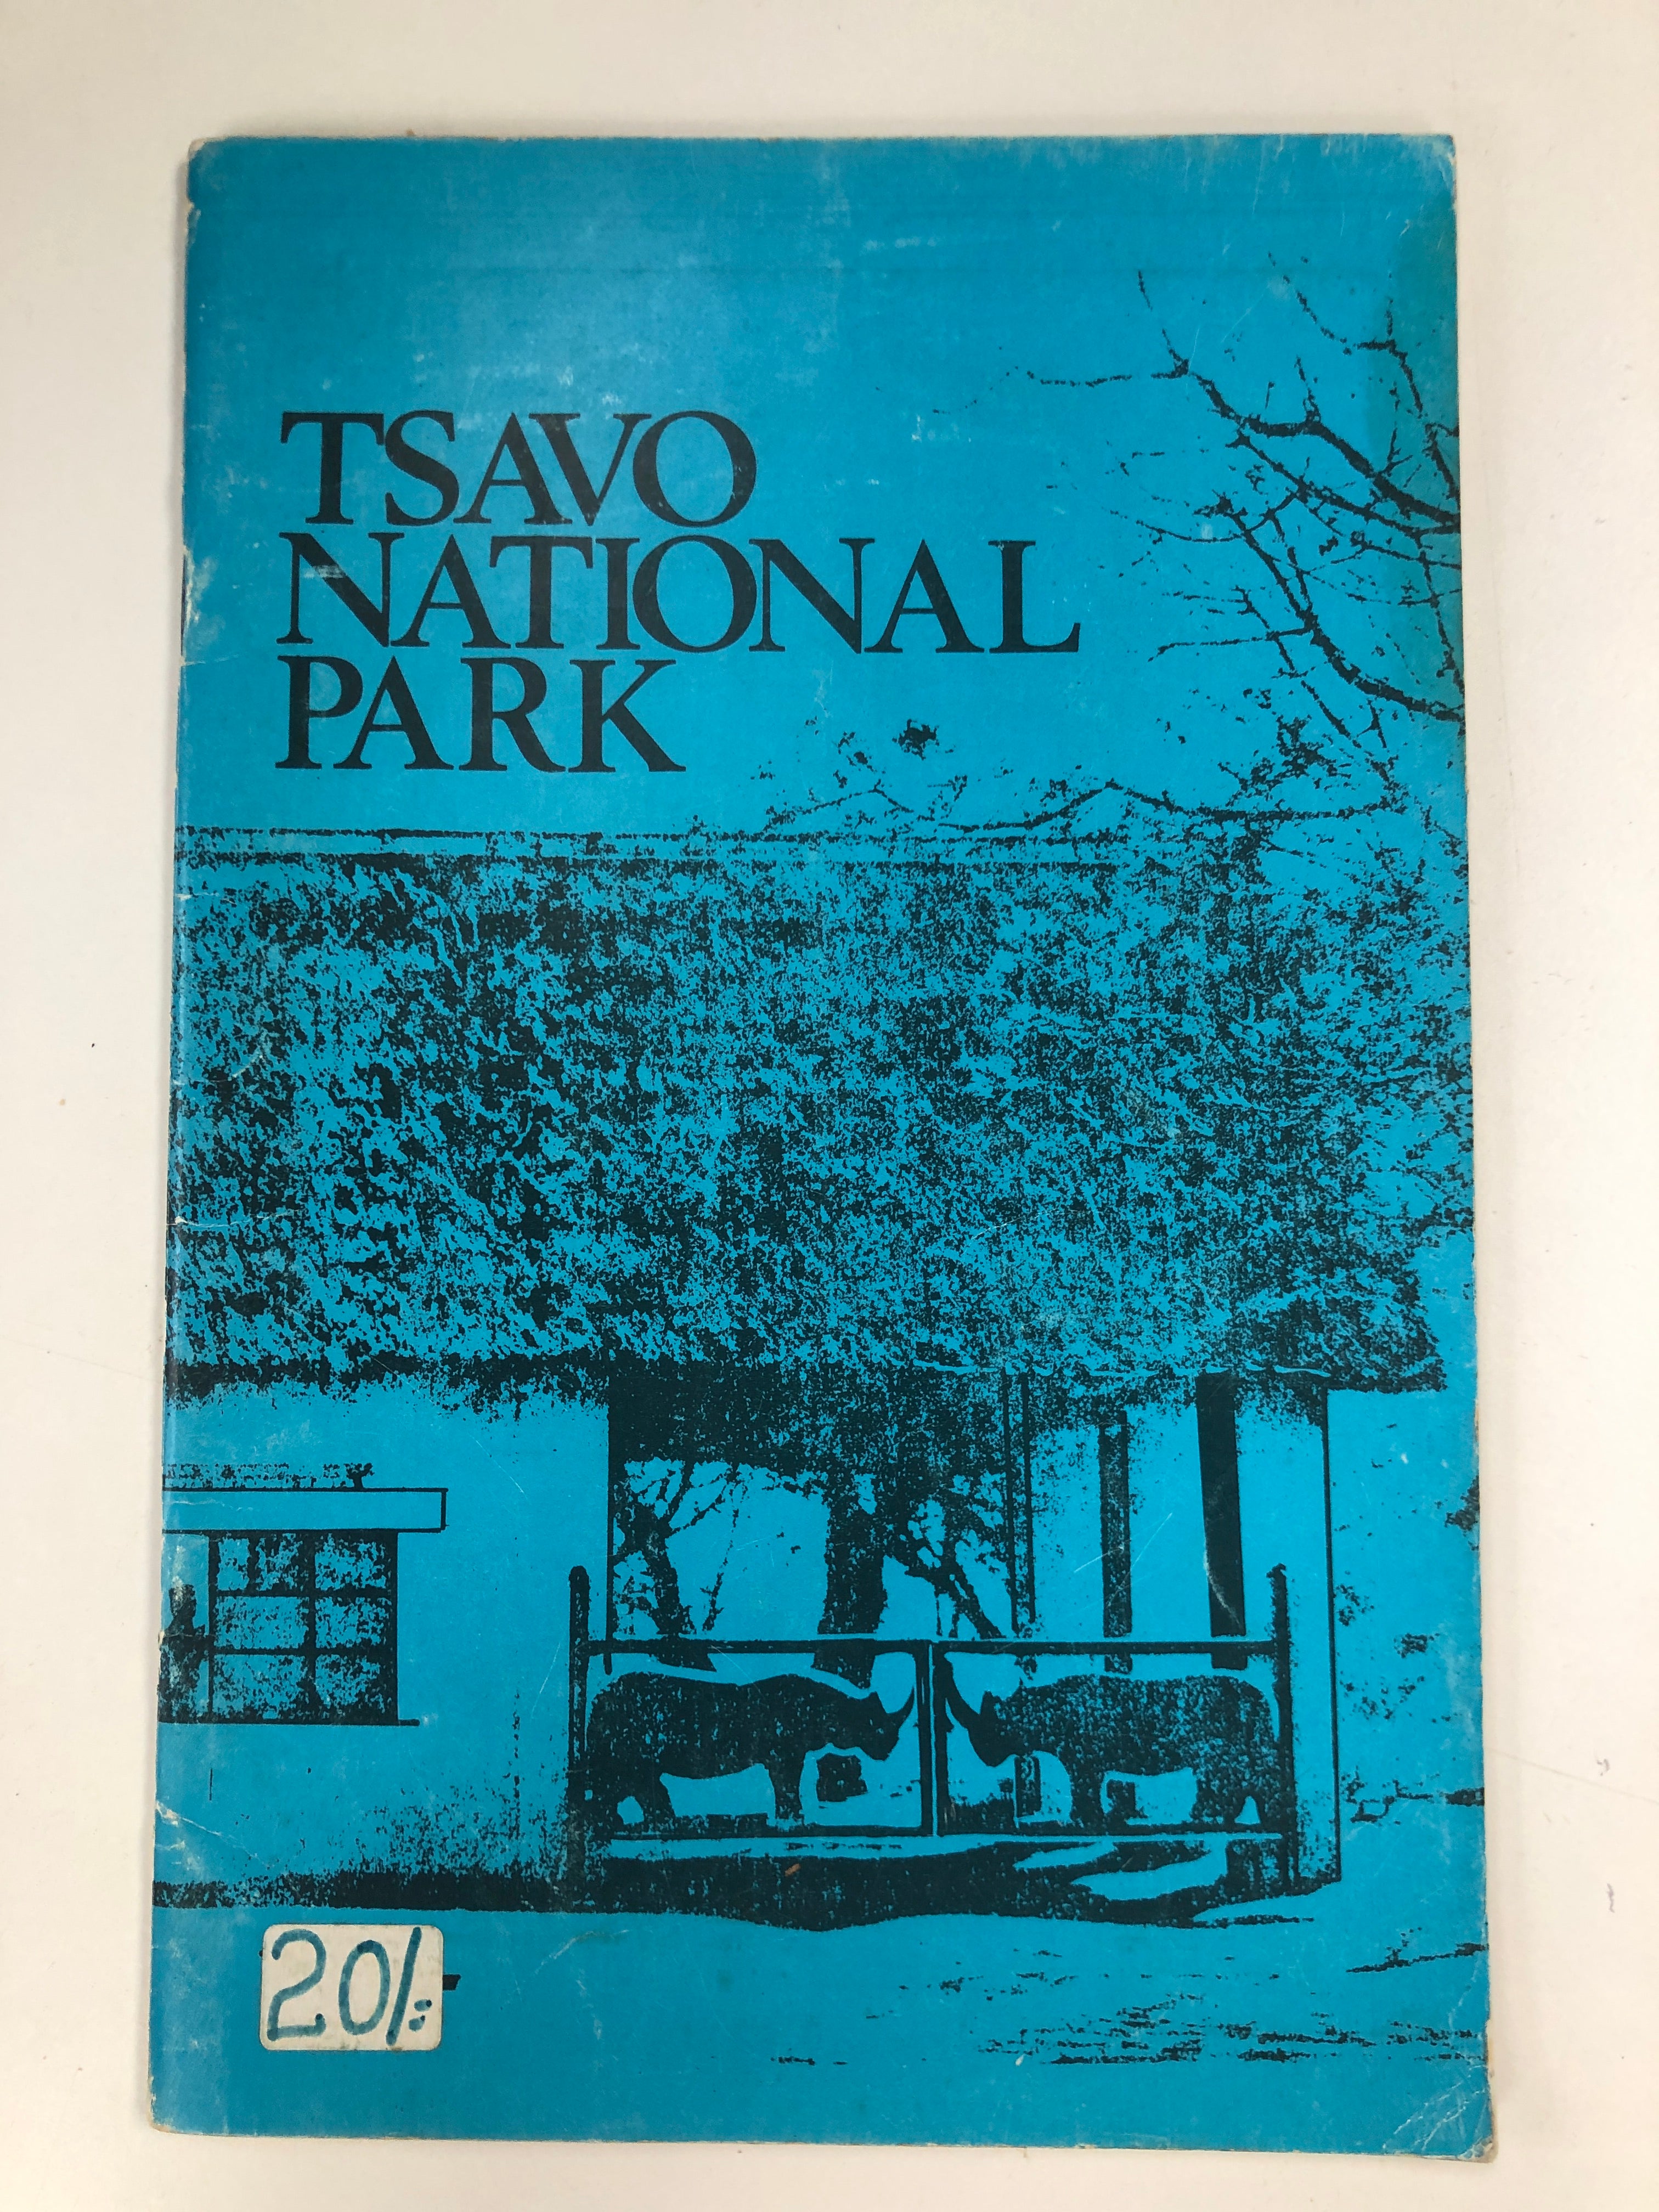 TSAVO
NATIONAL
PARK
20/=